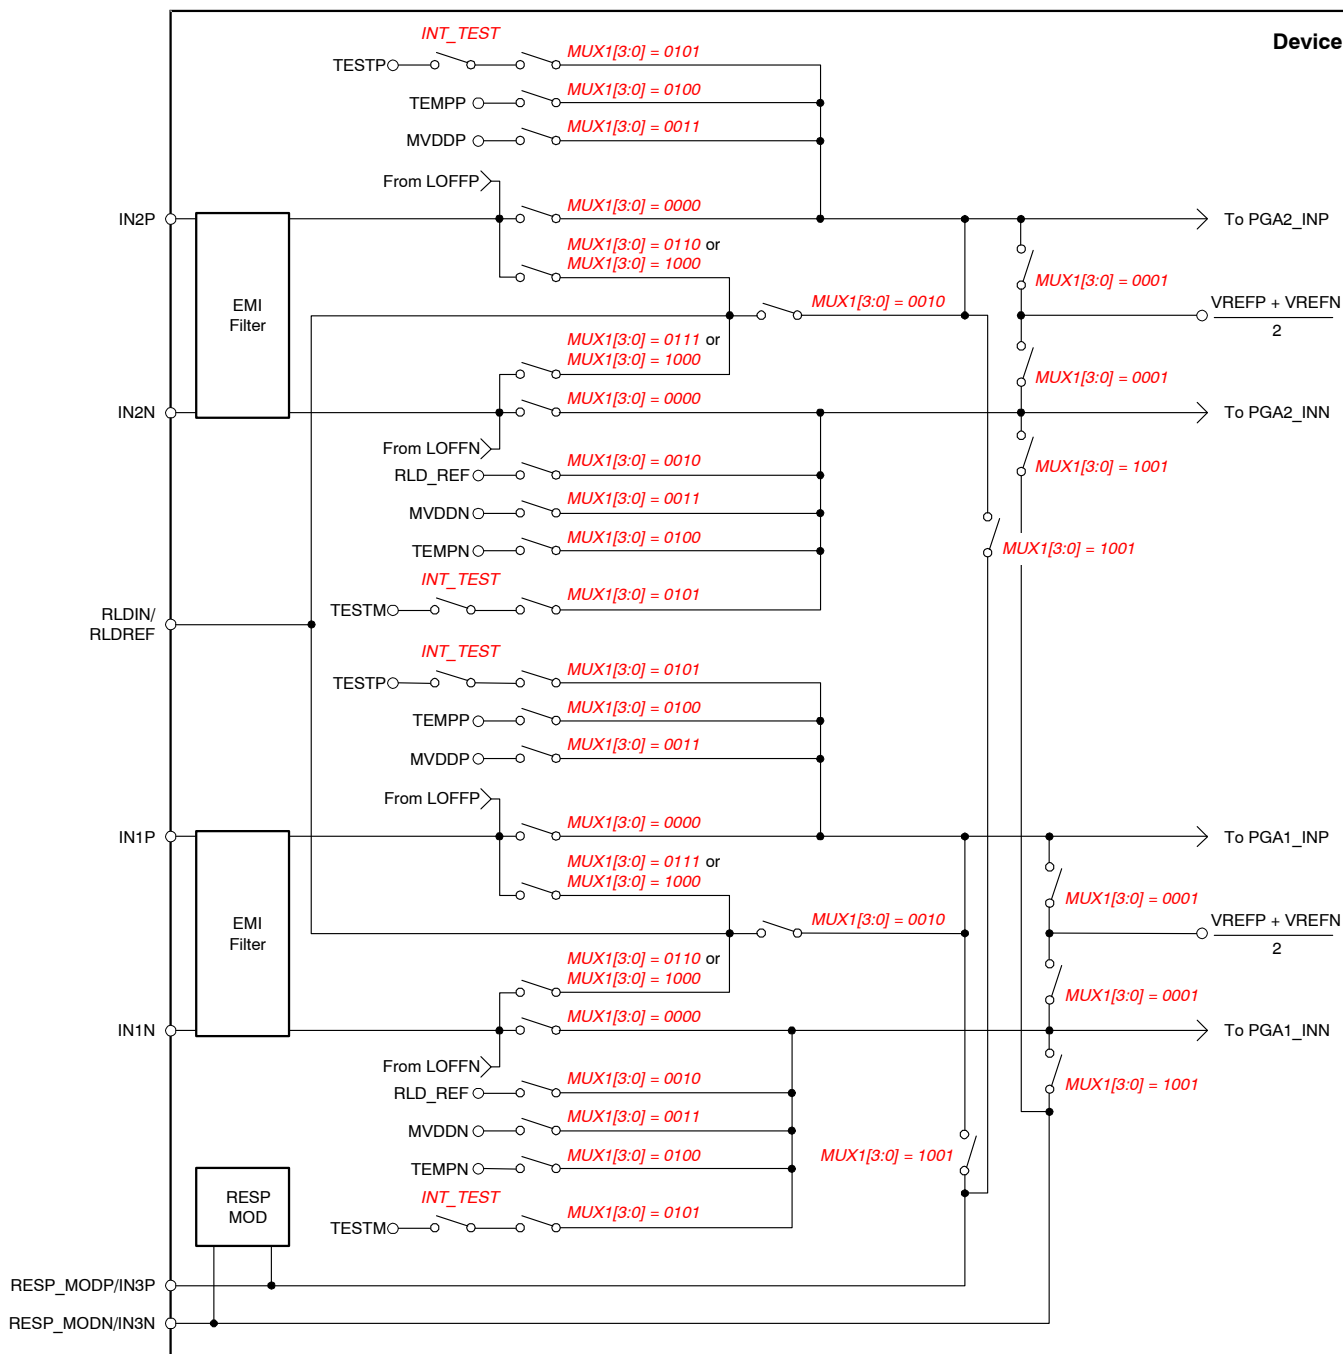 Device
INT_TEST
TESTP
MUX1[3:0] = 0101
TEMPP
MUX1[3:0] = 0100
MVDDP
MUX1[3:0] = 0011
From LOFFP
IN2P
MUX1[3:0] = 0000
To PGA2_INP
MUX1[3:0] = 0110 or
MUX1[3:0] = 1000
MUX1[3:0] = 0001
EMI
Filter
MUX1[3:0] = 0010
VREFP + VREFN
2
MUX1[3:0] = 0111 or
MUX1[3:0] = 1000
MUX1[3:0] = 0001
IN2N
MUX1[3:0] = 0000
To PGA2_INN
From LOFFN
RLD_REF
MUX1[3:0] = 0010
MUX1[3:0] = 1001
MVDDN
MUX1[3:0] = 0011
TEMPN
MUX1[3:0] = 0100
MUX1[3:0] = 1001
INT_TEST
TESTM
MUX1[3:0] = 0101
RLDIN/
RLDREF
INT_TEST
TESTP
MUX1[3:0] = 0101
TEMPP
MUX1[3:0] = 0100
MVDDP
MUX1[3:0] = 0011
From LOFFP
IN1P
MUX1[3:0] = 0000
To PGA1_INP
MUX1[3:0] = 0111 or
MUX1[3:0] = 1000
MUX1[3:0] = 0001
EMI
Filter
MUX1[3:0] = 0010
VREFP + VREFN
2
MUX1[3:0] = 0110 or
MUX1[3:0] = 1000
MUX1[3:0] = 0001
IN1N
MUX1[3:0] = 0000
To PGA1_INN
From LOFFN
RLD_REF
MUX1[3:0] = 0010
MUX1[3:0] = 1001
MVDDN
MUX1[3:0] = 0011
TEMPN
MUX1[3:0] = 0100
MUX1[3:0] = 1001
RESP
MOD
INT_TEST
TESTM
MUX1[3:0] = 0101
RESP_MODP/IN3P
RESP_MODN/IN3N